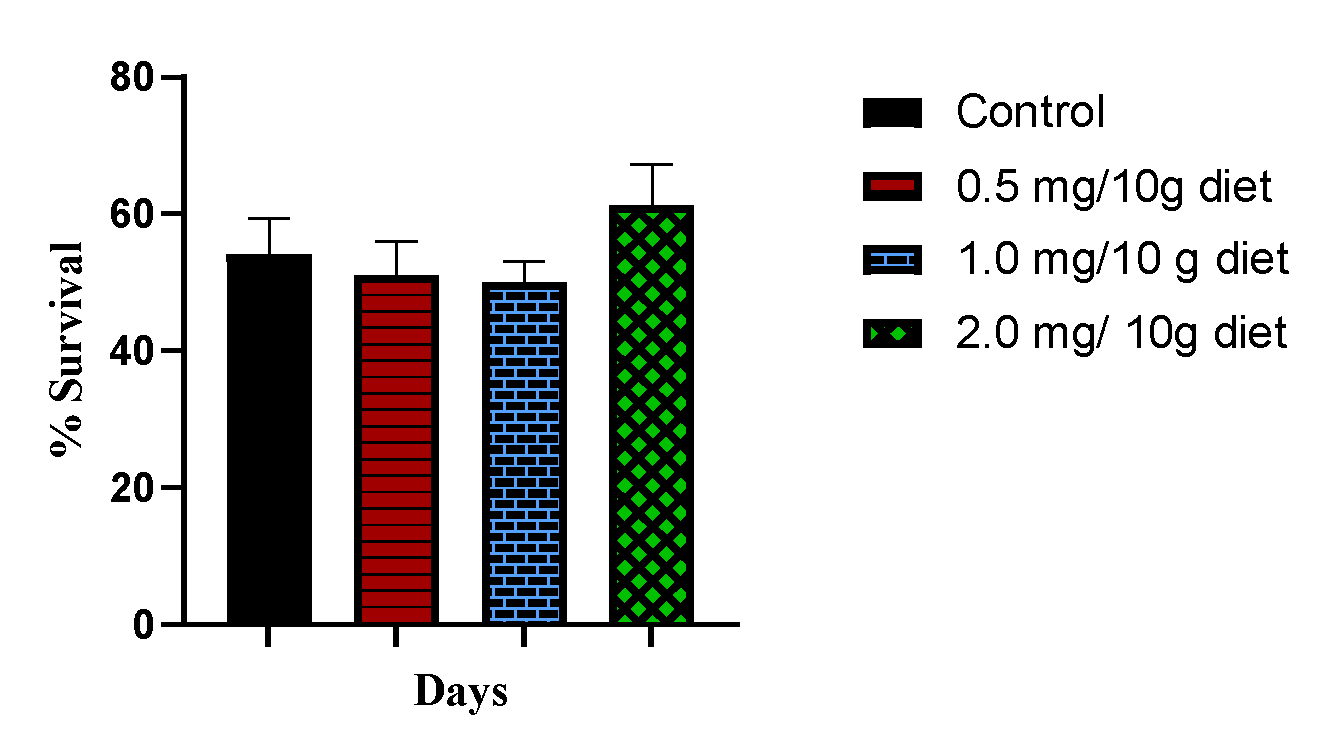 80
60
40
20
0
% Survival
Days
Control
0.5 mg/10g diet
1.0 mg/10 g diet
2.0 mg/ 10g diet